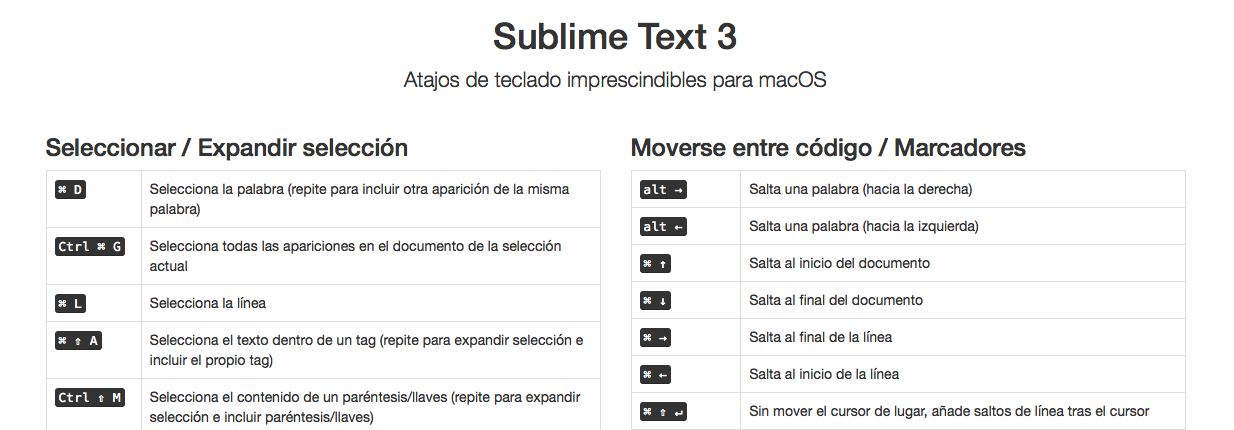 Sublime Text 3
Atajos de teclado imprescindibles para macOS
Seleccionar / Expandir selección
⌘ D
Selecciona la palabra (repite para incluir otra aparición de la misma
palabra)
Ctrl ⌘ G
Selecciona todas las apariciones en el documento de la selección
actual
⌘ L
Selecciona la línea
⌘ ⇧ A
Selecciona el texto dentro de un tag (repite para expandir selección e
incluir el propio tag)
Ctrl ⇧ M
Selecciona el contenido de un paréntesis/llaves (repite para expandir
selección e incluir paréntesis/llaves)
Moverse entre código / Marcadores
alt →
Salta una palabra (hacia la derecha)
alt ←
Salta una palabra (hacia la izquierda)
⌘ ↑
Salta al inicio del documento
⌘ ↓
Salta al final del documento
⌘ →
Salta al final de la línea
⌘ ←
Salta al inicio de la línea
⌘ ⇧ ↵
Sin mover el cursor de lugar, añade saltos de línea tras el cursor